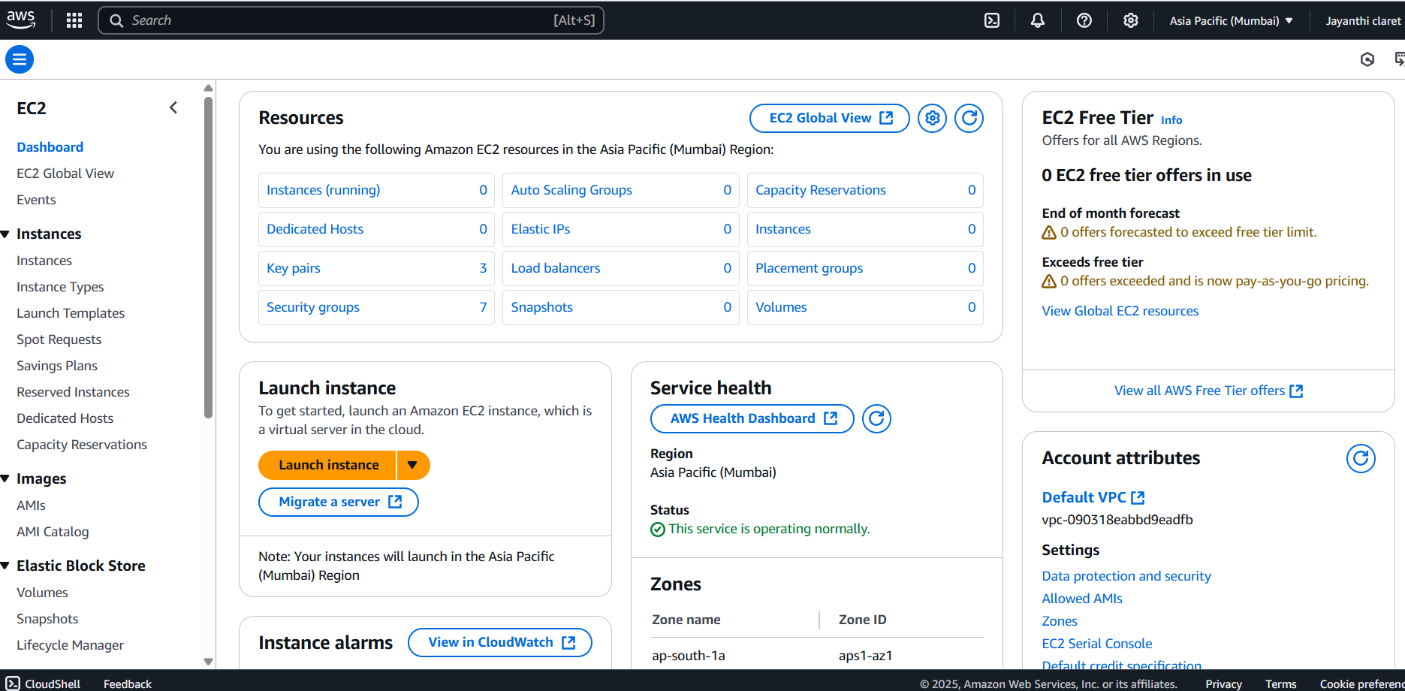 aws
Search [Alt+S]
Asia Pacific (Mumbai)
Jayanthi claret
EC2
Dashboard
EC2 Global View
Events
Instances
Instances
Instance Types
Launch Templates
Spot Requests
Savings Plans
Reserved Instances
Dedicated Hosts
Capacity Reservations
Images
AMIs
AMI Catalog
Elastic Block Store
Volumes
Snapshots
Lifecycle Manager
Resources
EC2 Global View
You are using the following Amazon EC2 resources in the Asia Pacific (Mumbai) Region:
Instances (running) 0 Auto Scaling Groups 0 Capacity Reservations 0
Dedicated Hosts 0 Elastic IPs 0 Instances 0
Key pairs 3 Load balancers 0 Placement groups 0
Security groups 7 Snapshots 0 Volumes 0
Launch instance
To get started, launch an Amazon EC2 instance, which is
a virtual server in the cloud.
Launch instance
Migrate a server
Note: Your instances will launch in the Asia Pacific
(Mumbai) Region
Instance alarms
View in CloudWatch
Service health
AWS Health Dashboard
Region
Asia Pacific (Mumbai)
Status
This service is operating normally.
Zones
Zone name Zone ID
ap-south-1a aps1-az1
EC2 Free Tier Info
Offers for all AWS Regions.
0 EC2 free tier offers in use
End of month forecast
0 offers forecasted to exceed free tier limit.
Exceeds free tier
0 offers exceeded and is now pay-as-you-go pricing.
View Global EC2 resources
View all AWS Free Tier offers
Account attributes
Default VPC
vpc-090318eabbd9eadfb
Settings
Data protection and security
Allowed AMIs
Zones
EC2 Serial Console
Default credit specification
CloudShell Feedback
© 2025, Amazon Web Services, Inc. or its affiliates. Privacy Terms Cookie preferenc